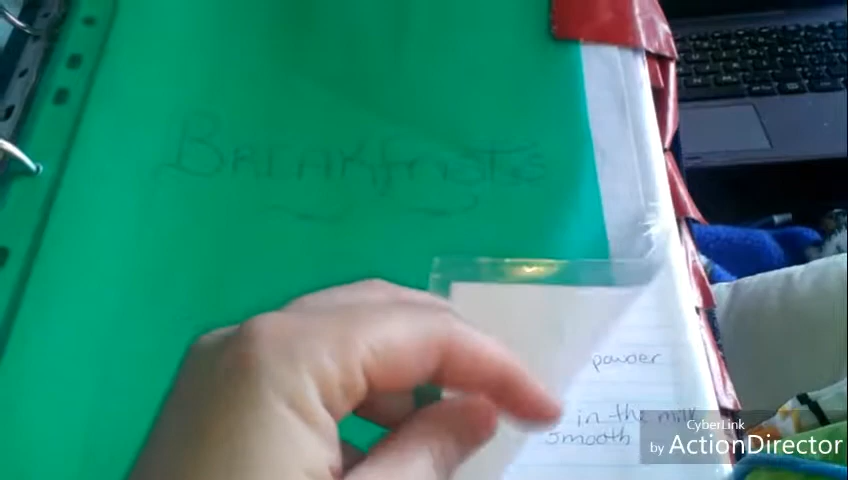 BREAKfasts
powder
in the milk
smooth
CyberLink
by ActionDirector